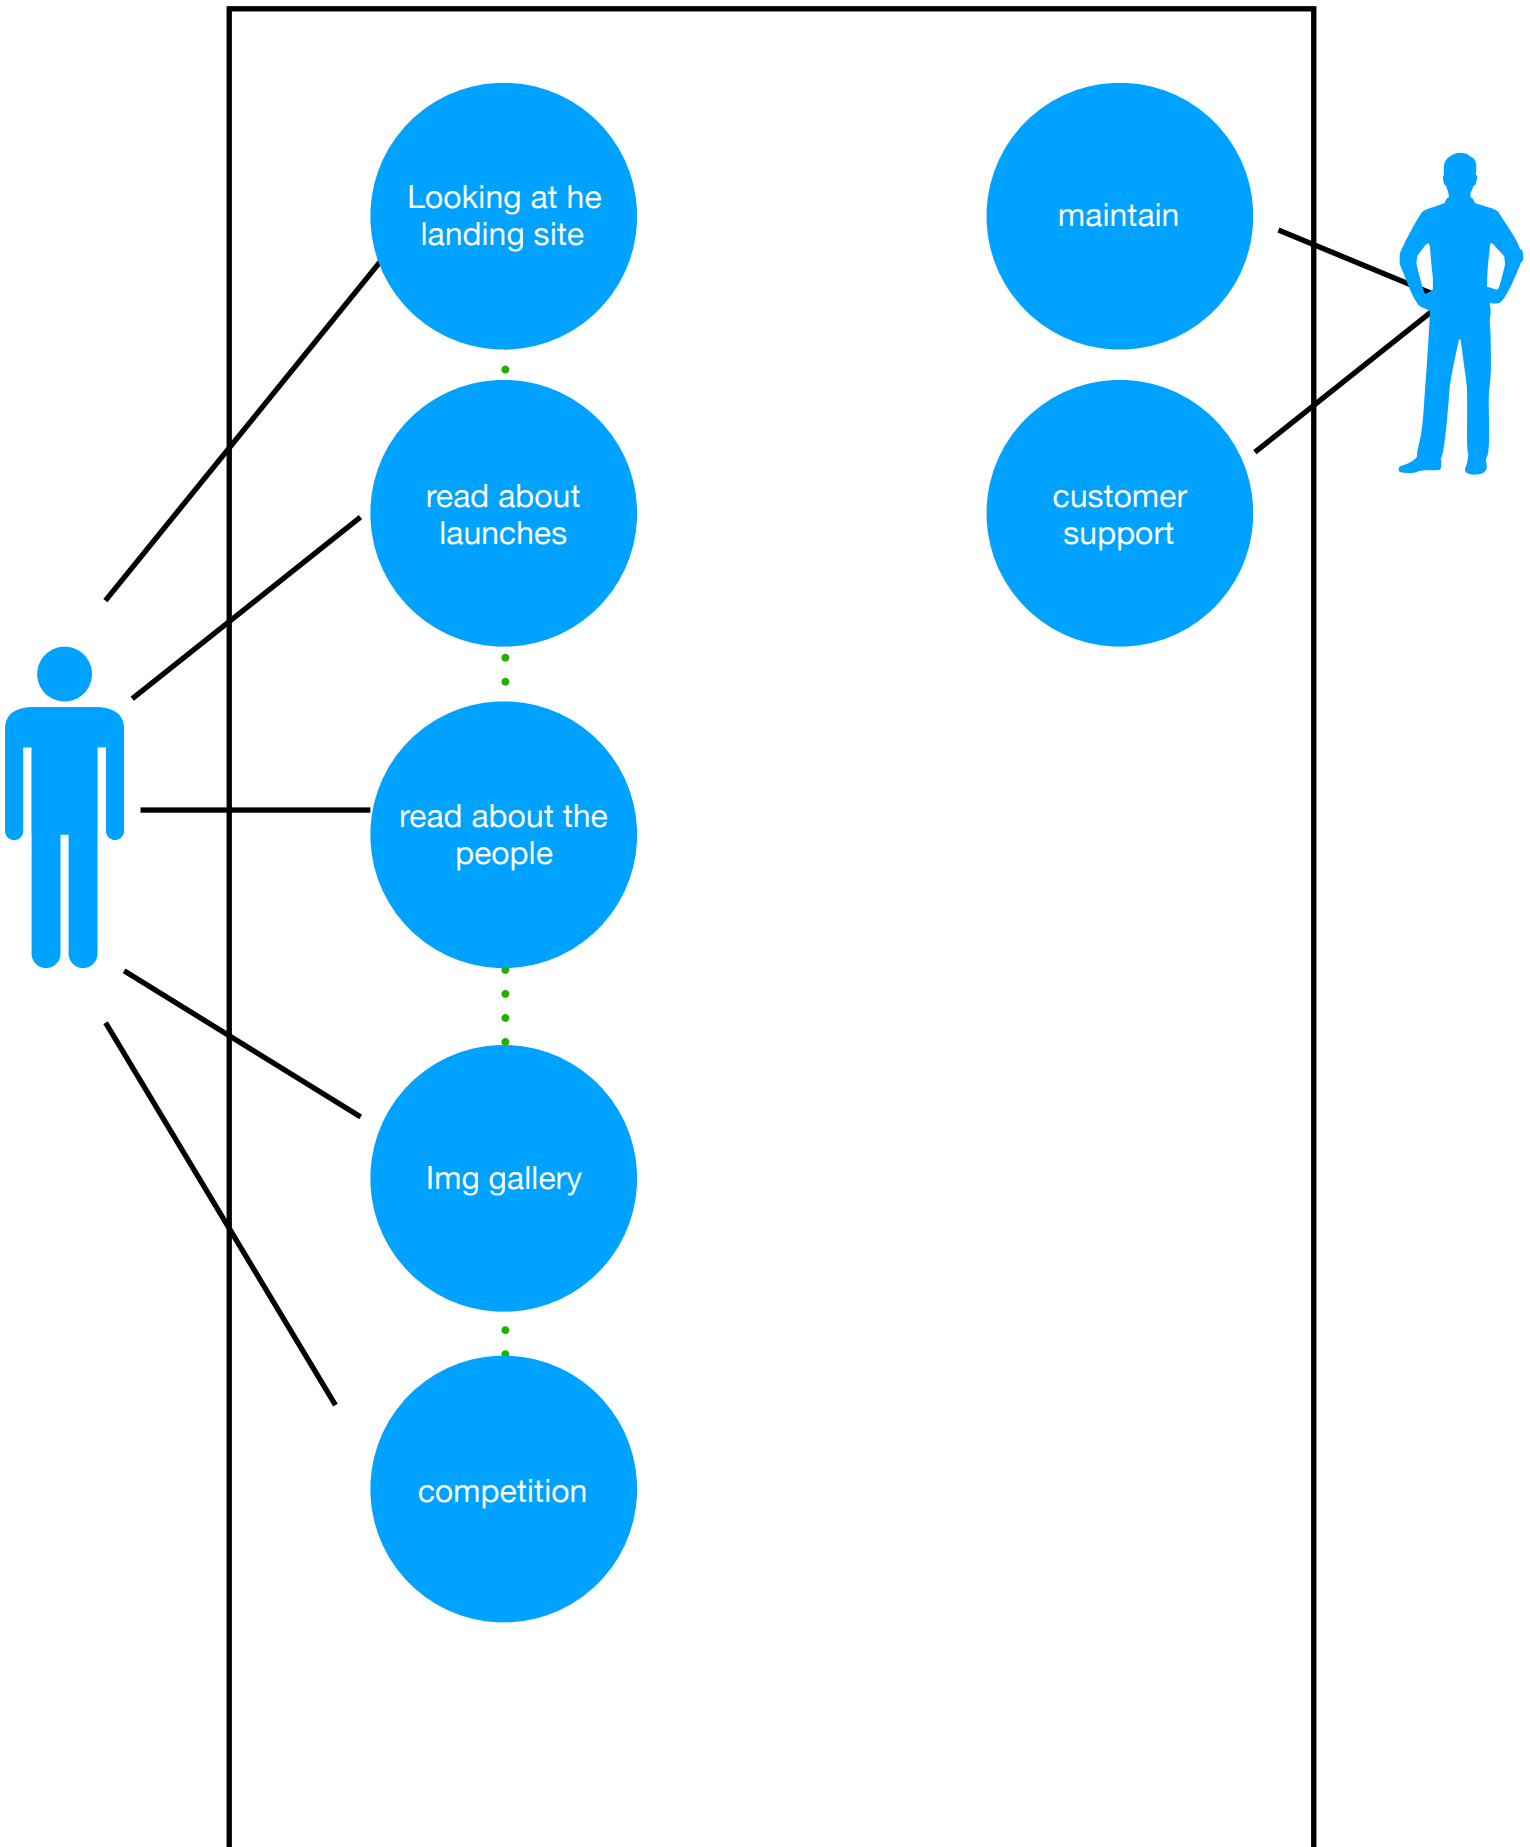 Looking at he
landing site
maintain
read about
launches
customer
support
read about the
people
Img gallery
competition